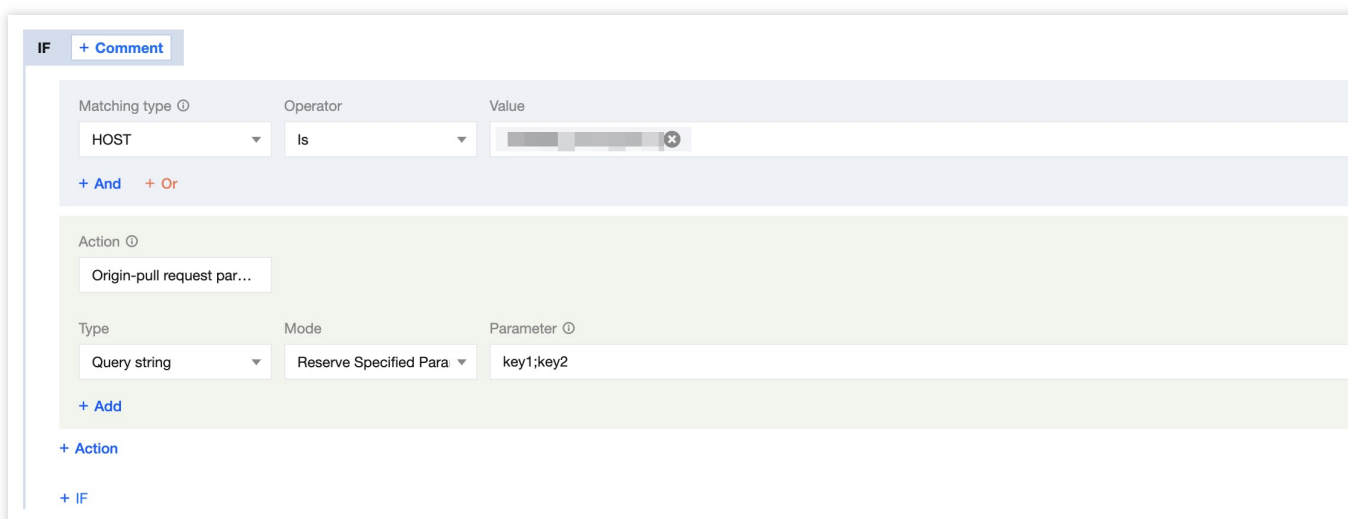 IF + Comment
Matching type Operator Value
HOST Is
+ And + Or
Action
Origin-pull request par...
Type Mode Parameter
Query string Reserve Specified Para key1;key2
+ Add
+ Action
+ IF